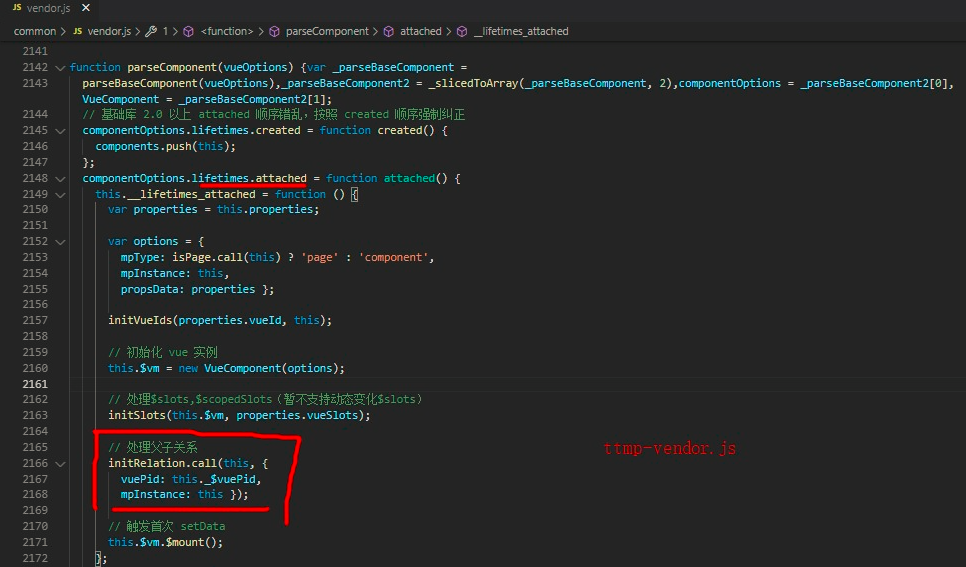 JS vendor.js ×
common > JS vendor.js > 1 > <function> > parseComponent > attached > __lifetimes_attached
2141
2142 function parseComponent(vueOptions) {var _parseBaseComponent =
2143 parseBaseComponent(vueOptions),_parseBaseComponent2 = _slicedToArray(_parseBaseComponent, 2),componentOptions = _parseBaseComponent2[0],
VueComponent = _parseBaseComponent2[1];
2144 // 基础库 2.0 以上 attached 顺序错乱，按照 created 顺序强制纠正
2145 componentOptions.lifetimes.created = function created() {
2146 components.push(this);
2147 };
2148 componentOptions.lifetimes.attached = function attached() {
2149 this.__lifetimes_attached = function () {
2150 var properties = this.properties;
2151
2152 var options = {
2153 mpType: isPage.call(this) ? 'page' : 'component',
2154 mpInstance: this,
2155 propsData: properties };
2156
2157 initVueIds(properties.vueId, this);
2158
2159 // 初始化 vue 实例
2160 this.$vm = new VueComponent(options);
2161
2162 // 处理$slots,$scopedSlots（暂不支持动态变化$slots）
2163 initSlots(this.$vm, properties.vueSlots);
2164
2165 // 处理父子关系
2166 initRelation.call(this, {
2167 vuePid: this._$vuePid,
2168 mpInstance: this });
2169
2170 // 触发首次 setData
2171 this.$vm.$mount();
2172 };
ttmp-vendor.js